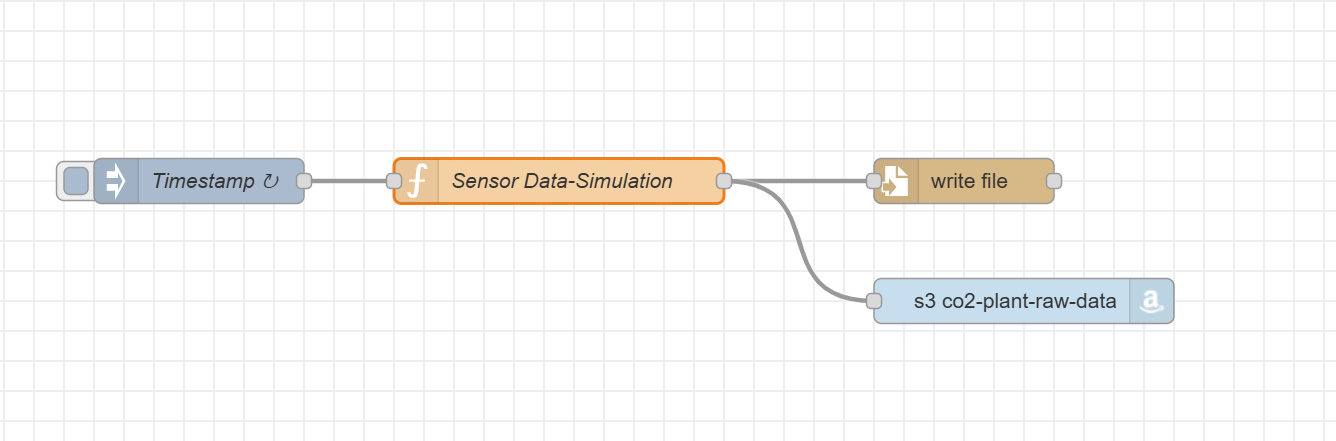 Timestamp ↻
Sensor Data-Simulation
write file
s3 co2-plant-raw-data